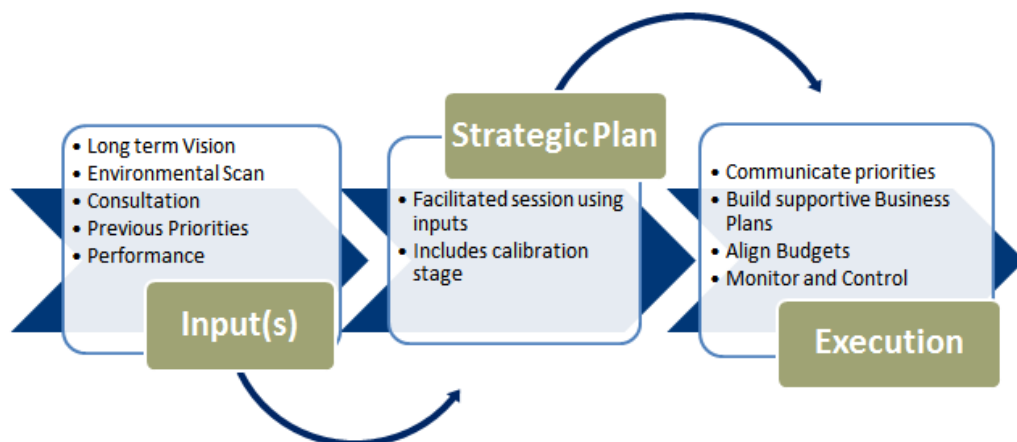 • Long term Vision
• Environmental Scan
• Consultation
• Previous Priorities
• Performance
Input(s)
Strategic Plan
• Facilitated session using
inputs
• Includes calibration
stage
• Communicate priorities
• Build supportive Business
Plans
• Align Budgets
• Monitor and Control
Execution